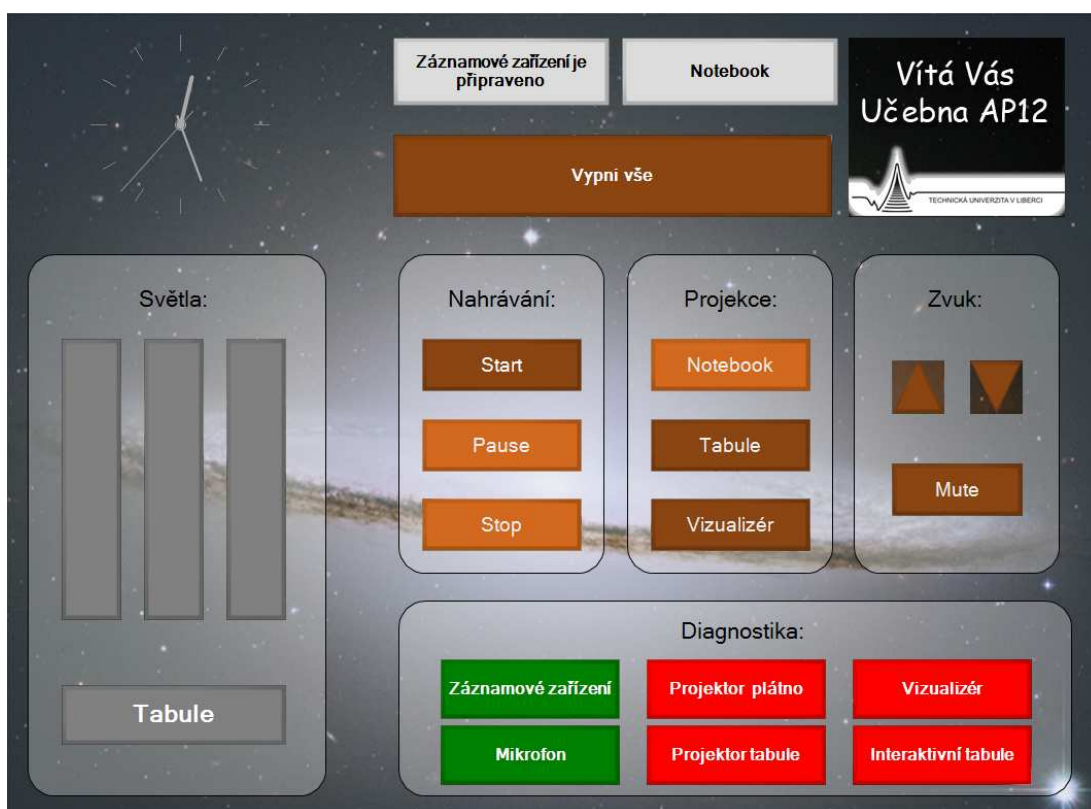 Záznamové zařízení je
připraveno
Notebook
Vítá Vás
Učebna AP12
TECHNICKÁ UNIVERZITA V LIBERCI
Vypni vše
Světla:
Tabule
Nahrávání:
Start
Pause
Stop
Projekce:
Notebook
Tabule
Vizualizér
Zvuk:
Mute
Diagnostika:
Záznamové zařízení
Projektor plátno
Vizualizér
Mikrofon
Projektor tabule
Interaktivní tabule